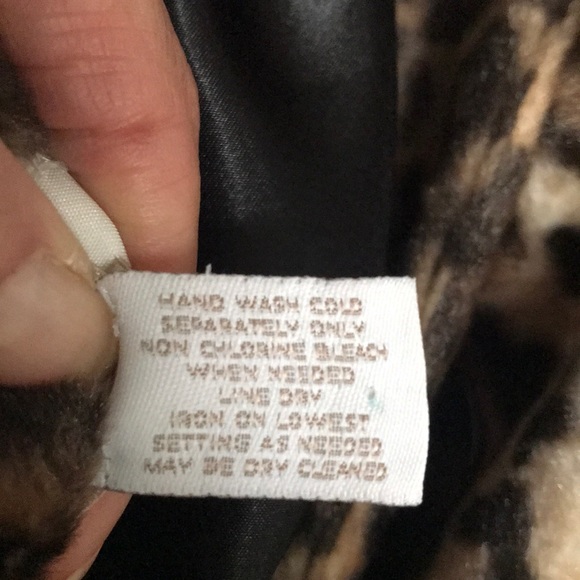 HAND WASH COLD
SEPARATELY ONLY
NON CHLORINE BLEACH
WHEN NEEDED
LINE DRY
IRON ON LOWEST
SETTING AS NEEDED
MAY BE DRY CLEANED